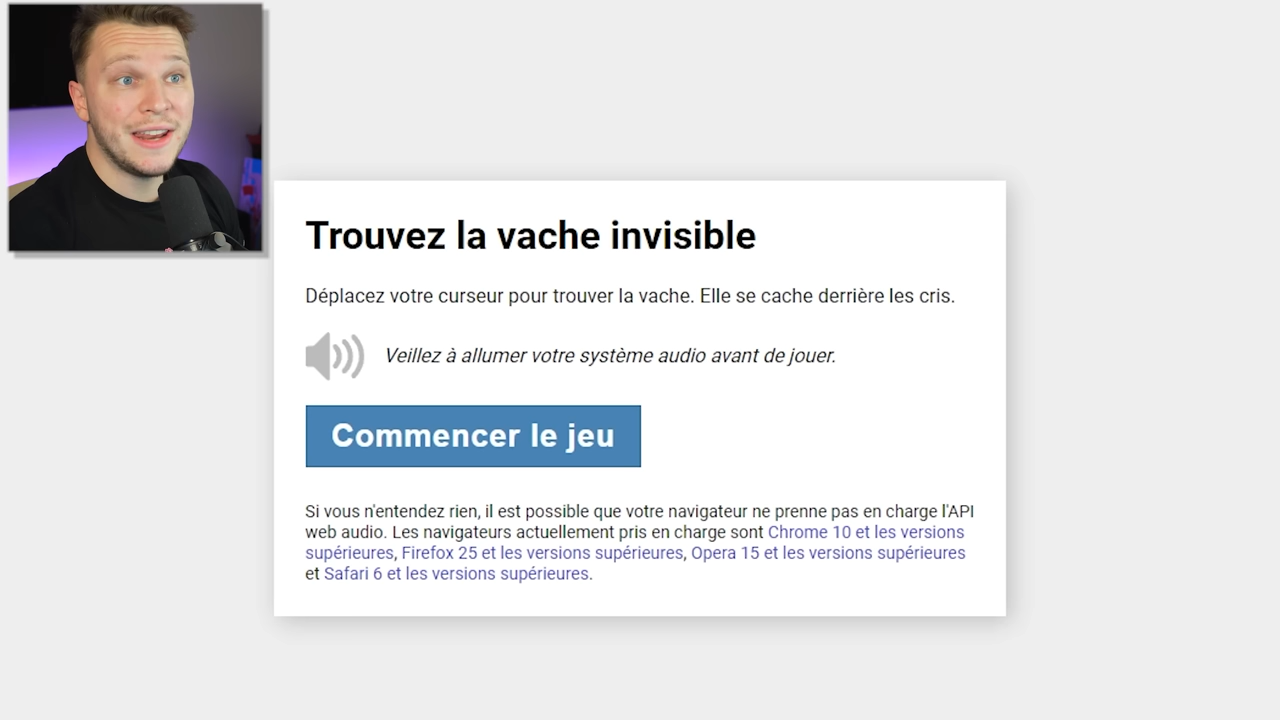 Trouvez la vache invisible
Déplacez votre curseur pour trouver la vache. Elle se cache derrière les cris.
Veillez à allumer votre système audio avant de jouer.
Commencer le jeu
Si vous n'entendez rien, il est possible que votre navigateur ne prenne pas en charge l'API
web audio. Les navigateurs actuellement pris en charge sont Chrome 10 et les versions
supérieures, Firefox 25 et les versions supérieures, Opera 15 et les versions supérieures
et Safari 6 et les versions supérieures.